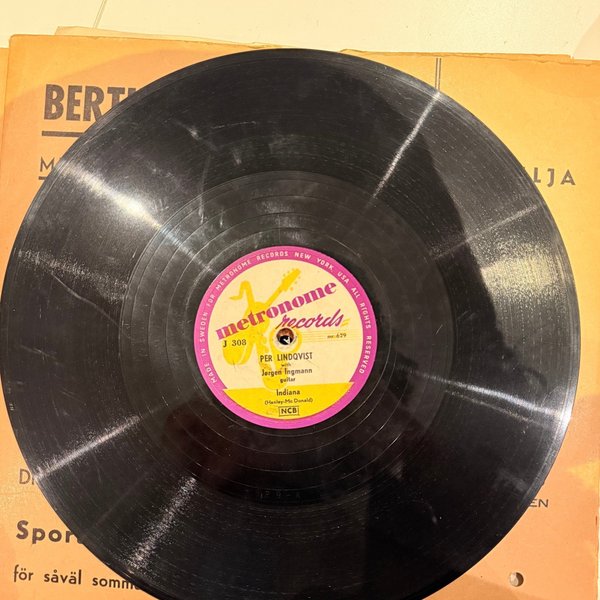 BERT
LJA
MADE IN SWEDEN FOR METRONOME RECORDS NEW YORK USA ALL RIGHTS RESERVED
metronome
records
J 308
PER LINDQVIST
with
Jørgen Ingmann
guitar
Indiana
(Hanley-Mc. Donald)
NCB
EN
Spor
för såväl somm